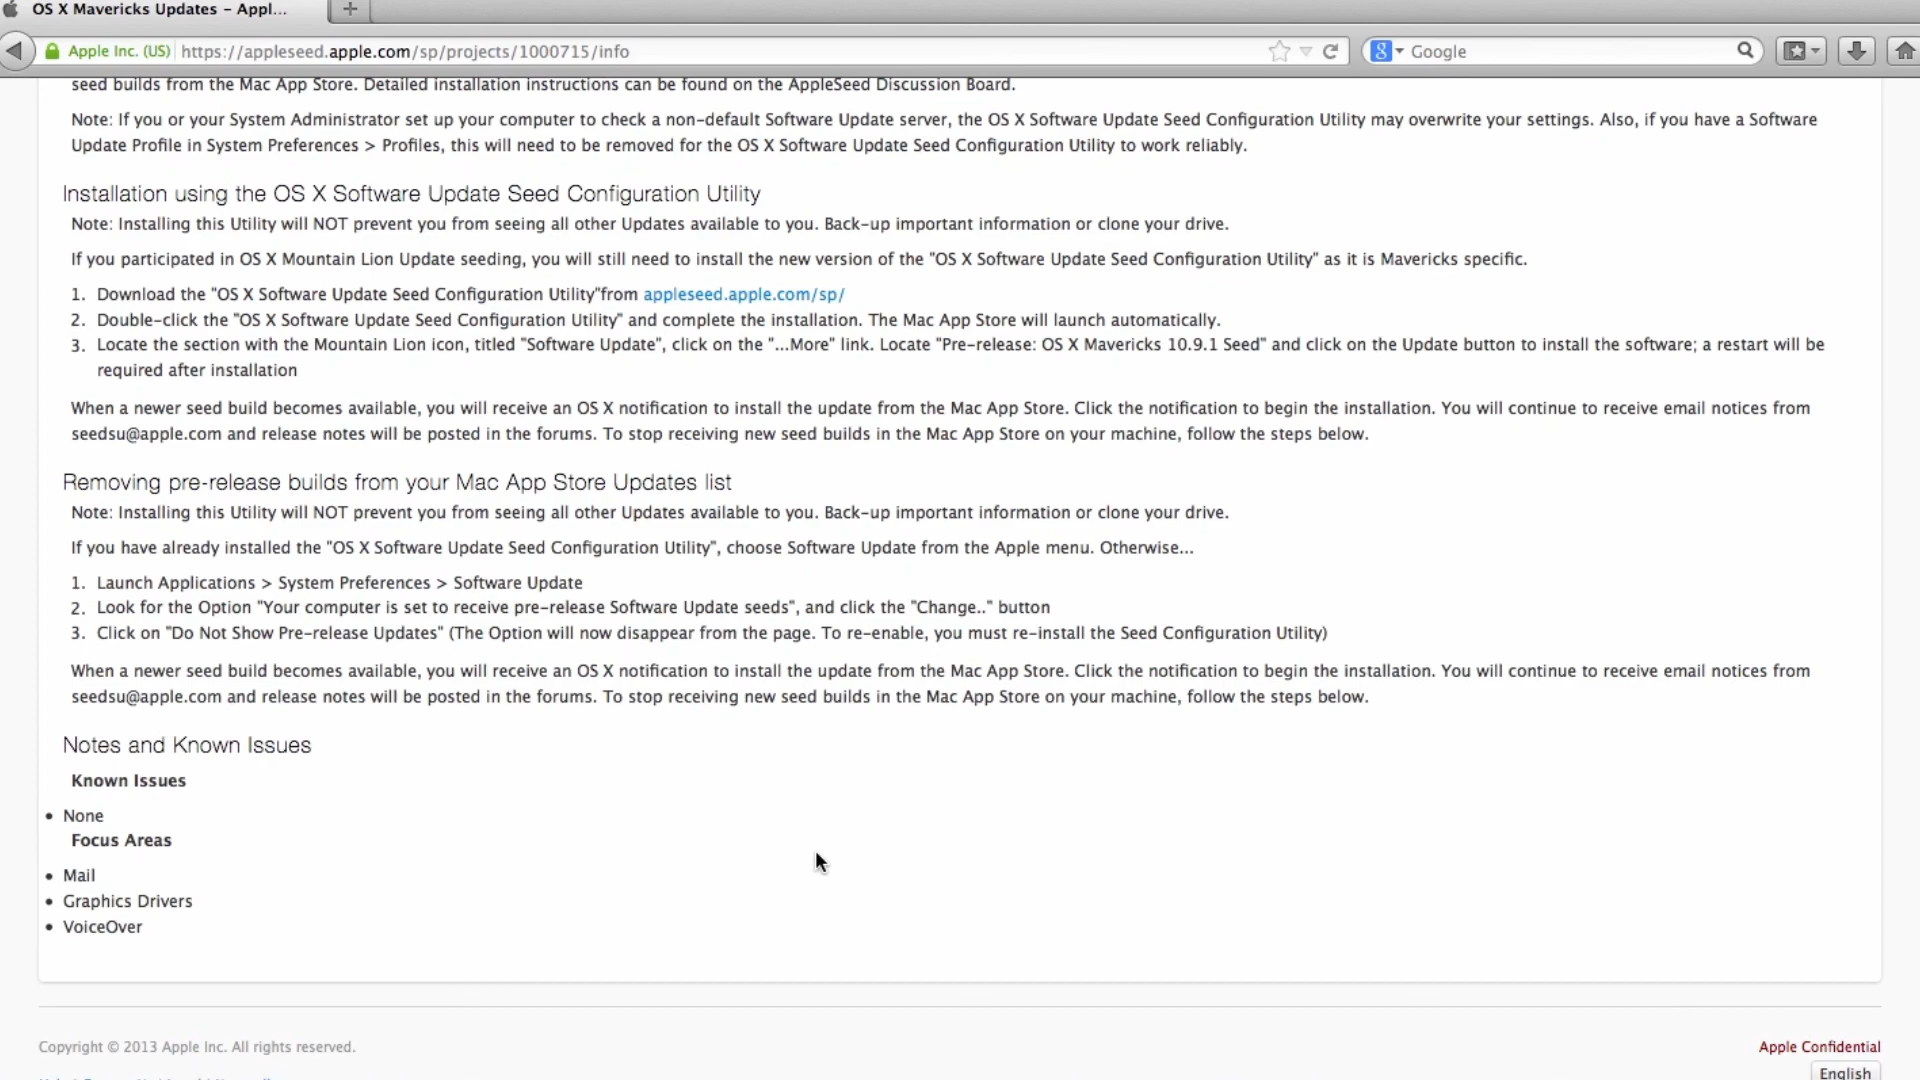 OS X Mavericks Updates – Appl...
Apple Inc. (US) https://appleseed.apple.com/sp/projects/1000715/info
Google
seed builds from the Mac App Store. Detailed installation instructions can be found on the AppleSeed Discussion Board.
Note: If you or your System Administrator set up your computer to check a non-default Software Update server, the OS X Software Update Seed Configuration Utility may overwrite your settings. Also, if you have a Software
Update Profile in System Preferences > Profiles, this will need to be removed for the OS X Software Update Seed Configuration Utility to work reliably.
Installation using the OS X Software Update Seed Configuration Utility
Note: Installing this Utility will NOT prevent you from seeing all other Updates available to you. Back-up important information or clone your drive.
If you participated in OS X Mountain Lion Update seeding, you will still need to install the new version of the "OS X Software Update Seed Configuration Utility" as it is Mavericks specific.
1. Download the "OS X Software Update Seed Configuration Utility"from appleseed.apple.com/sp/
2. Double-click the "OS X Software Update Seed Configuration Utility" and complete the installation. The Mac App Store will launch automatically.
3. Locate the section with the Mountain Lion icon, titled "Software Update", click on the "...More" link. Locate "Pre-release: OS X Mavericks 10.9.1 Seed" and click on the Update button to install the software; a restart will be
required after installation
When a newer seed build becomes available, you will receive an OS X notification to install the update from the Mac App Store. Click the notification to begin the installation. You will continue to receive email notices from
seedsu@apple.com and release notes will be posted in the forums. To stop receiving new seed builds in the Mac App Store on your machine, follow the steps below.
Removing pre-release builds from your Mac App Store Updates list
Note: Installing this Utility will NOT prevent you from seeing all other Updates available to you. Back-up important information or clone your drive.
If you have already installed the "OS X Software Update Seed Configuration Utility", choose Software Update from the Apple menu. Otherwise...
1. Launch Applications > System Preferences > Software Update
2. Look for the Option "Your computer is set to receive pre-release Software Update seeds", and click the "Change.." button
3. Click on "Do Not Show Pre-release Updates" (The Option will now disappear from the page. To re-enable, you must re-install the Seed Configuration Utility)
When a newer seed build becomes available, you will receive an OS X notification to install the update from the Mac App Store. Click the notification to begin the installation. You will continue to receive email notices from
seedsu@apple.com and release notes will be posted in the forums. To stop receiving new seed builds in the Mac App Store on your machine, follow the steps below.
Notes and Known Issues
Known Issues
• None
Focus Areas
• Mail
• Graphics Drivers
• VoiceOver
Copyright © 2013 Apple Inc. All rights reserved.
Apple Confidential
English